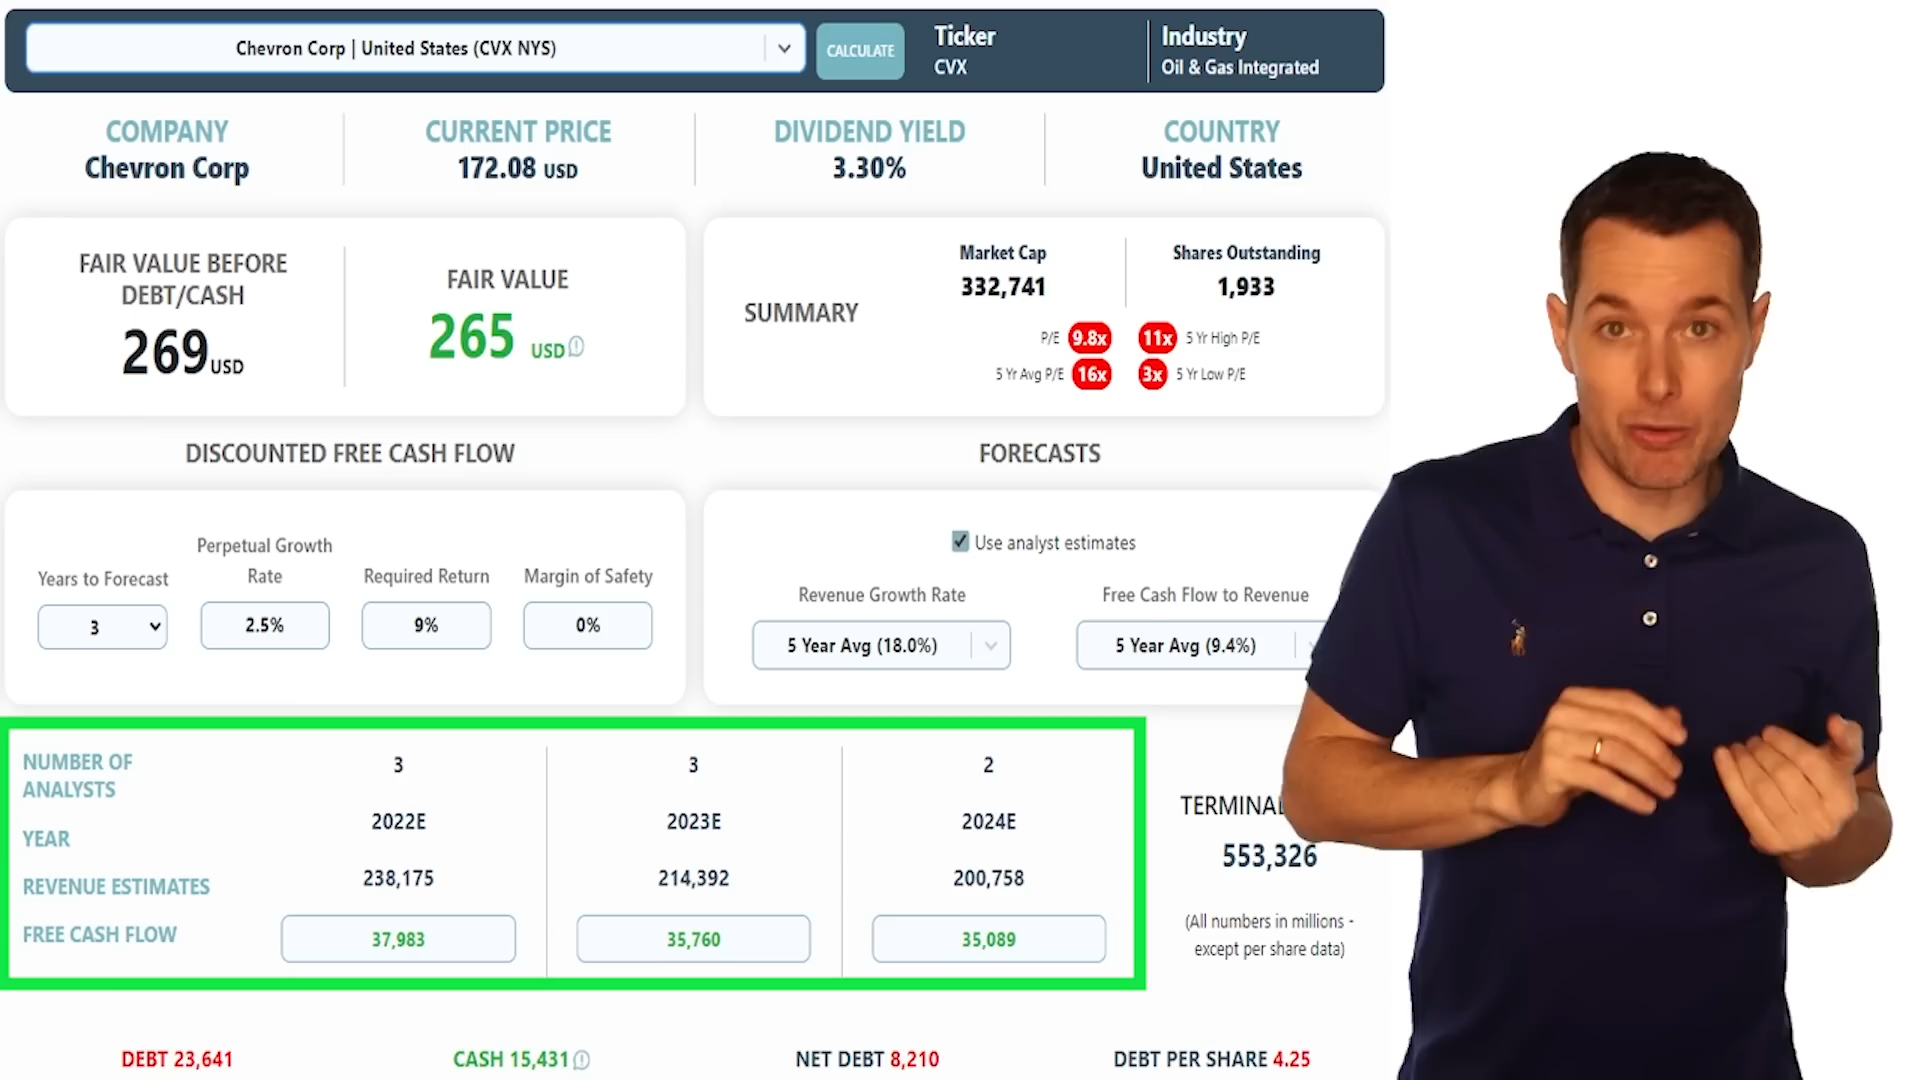 Chevron Corp | United States (CVX NYS)
CALCULATE
Ticker
CVX
Industry
Oil & Gas Integrated
COMPANY
Chevron Corp
CURRENT PRICE
172.08 USD
DIVIDEND YIELD
3.30%
COUNTRY
United States
FAIR VALUE BEFORE
DEBT/CASH
269 USD
FAIR VALUE
265 USD
SUMMARY
Market Cap
332,741
Shares Outstanding
1,933
P/E 9.8x
11x 5 Yr High P/E
5 Yr Avg P/E 16x
3x 5 Yr Low P/E
DISCOUNTED FREE CASH FLOW
FORECASTS
Years to Forecast
3
Perpetual Growth
Rate
2.5%
Required Return
9%
Margin of Safety
0%
Use analyst estimates
Revenue Growth Rate
5 Year Avg (18.0%)
Free Cash Flow to Revenue
5 Year Avg (9.4%)
NUMBER OF
ANALYSTS
3
3
2
YEAR
2022E
2023E
2024E
REVENUE ESTIMATES
238,175
214,392
200,758
FREE CASH FLOW
37,983
35,760
35,089
TERMINAL
553,326
(All numbers in millions -
except per share data)
DEBT 23,641
CASH 15,431
NET DEBT 8,210
DEBT PER SHARE 4.25